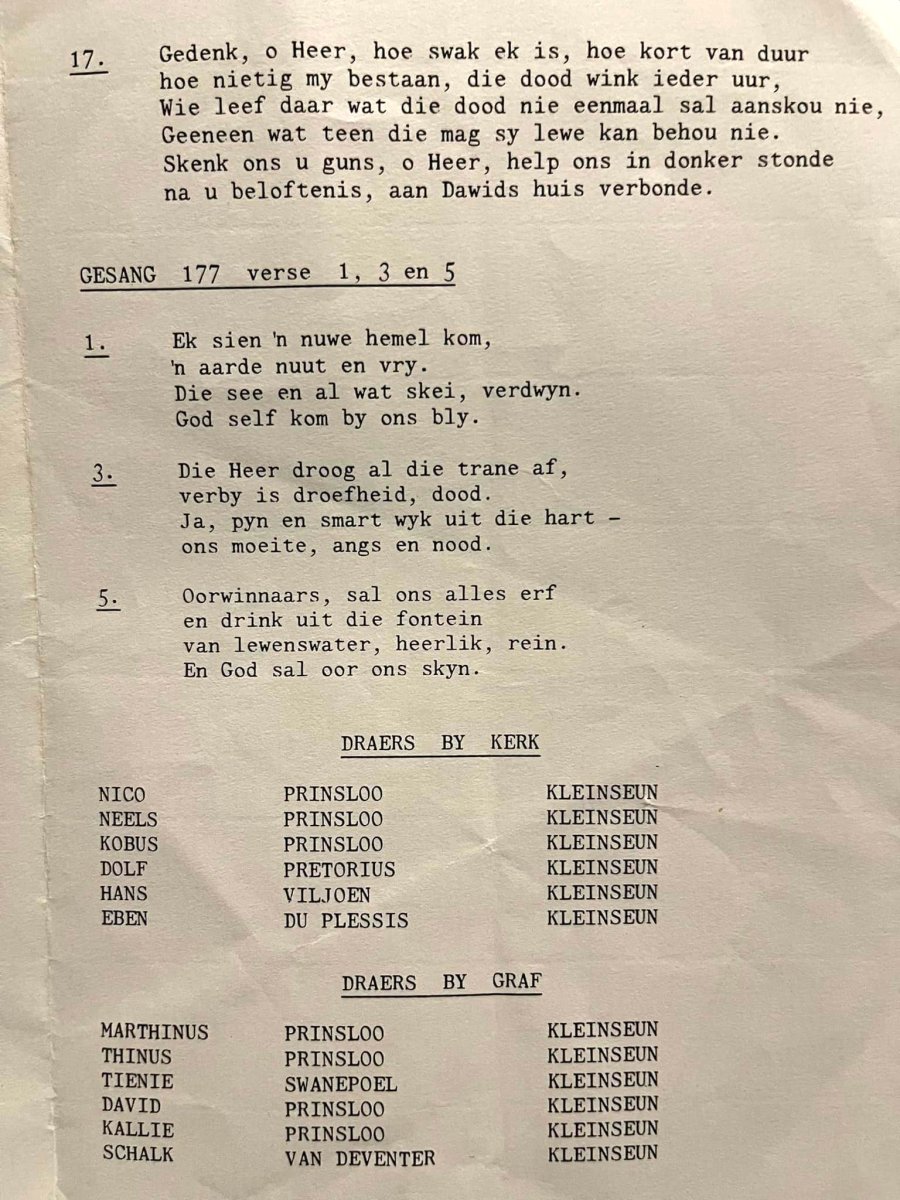 17. Gedenk, o Heer, hoe swak ek is, hoe kort van duur
hoe nietig my bestaan, die dood wink ieder uur,
Wie leef daar wat die dood nie eenmaal sal aanskou nie,
Geeneen wat teen die mag sy lewe kan behou nie.
Skenk ons u guns, o Heer, help ons in donker stonde
na u beloftenis, aan Dawids huis verbonde.
GESANG 177 verse 1, 3 en 5
1. Ek sien 'n nuwe hemel kom,
'n aarde nuut en vry.
Die see en al wat skei, verdwyn.
God self kom by ons bly.
3. Die Heer droog al die trane af,
verby is droefheid, dood.
Ja, pyn en smart wyk uit die hart –
ons moeite, angs en nood.
5. Oorwinnaars, sal ons alles erf
en drink uit die fontein
van lewenswater, heerlik, rein.
En God sal oor ons skyn.
DRAERS BY KERK
NICO PRINSLOO KLEINSEUN
NEELS PRINSLOO KLEINSEUN
KOBUS PRINSLOO KLEINSEUN
DOLF PRETORIUS KLEINSEUN
HANS VILJOEN KLEINSEUN
EBEN DU PLESSIS KLEINSEUN
DRAERS BY GRAF
MARTHINUS PRINSLOO KLEINSEUN
THINUS PRINSLOO KLEINSEUN
TIENIE SWANEPOEL KLEINSEUN
DAVID PRINSLOO KLEINSEUN
KALLIE PRINSLOO KLEINSEUN
SCHALK VAN DEVENTER KLEINSEUN